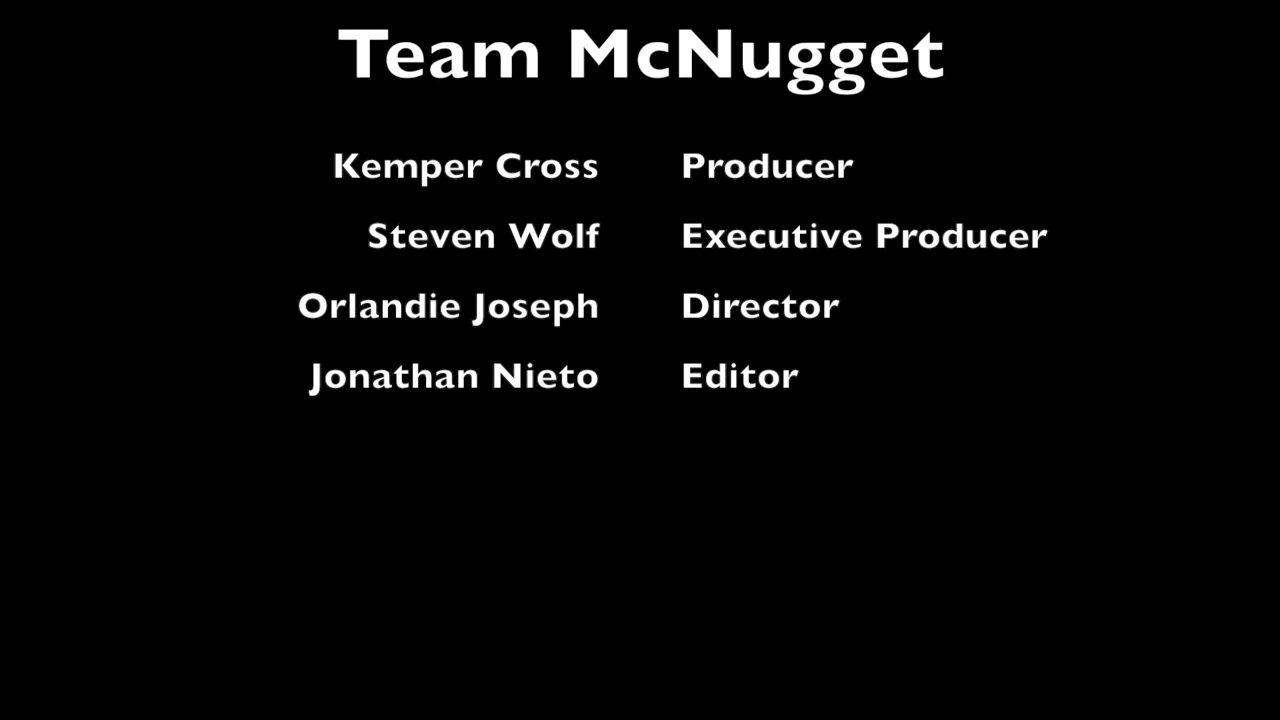 Team McNugget
Kemper Cross Producer
Steven Wolf Executive Producer
Orlandie Joseph Director
Jonathan Nieto Editor